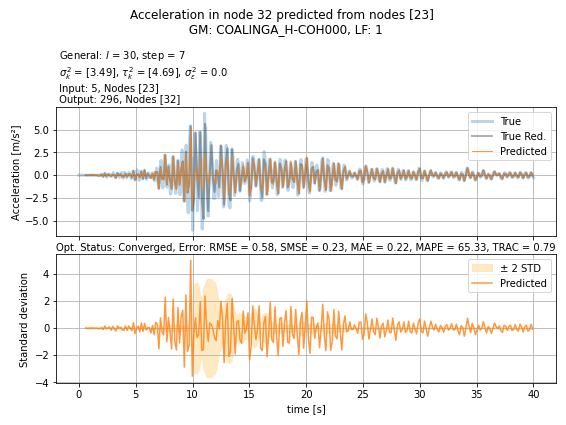 Acceleration in node 32 predicted from nodes [23]
GM: COALINGA_H-COH000, LF: 1
General: l = 30, step = 7
σ²ₖ = [3.49], τ²ₖ = [4.69], σ²ε = 0.0
Input: 5, Nodes [23]
Output: 296, Nodes [32]
True
True Red.
Predicted
Acceleration [m/s²]
5.0
2.5
0.0
−2.5
−5.0
Opt. Status: Converged, Error: RMSE = 0.58, SMSE = 0.23, MAE = 0.22, MAPE = 65.33, TRAC = 0.79
± 2 STD
Predicted
Standard deviation
4
2
0
−2
−4
0 5 10 15 20 25 30 35 40
time [s]